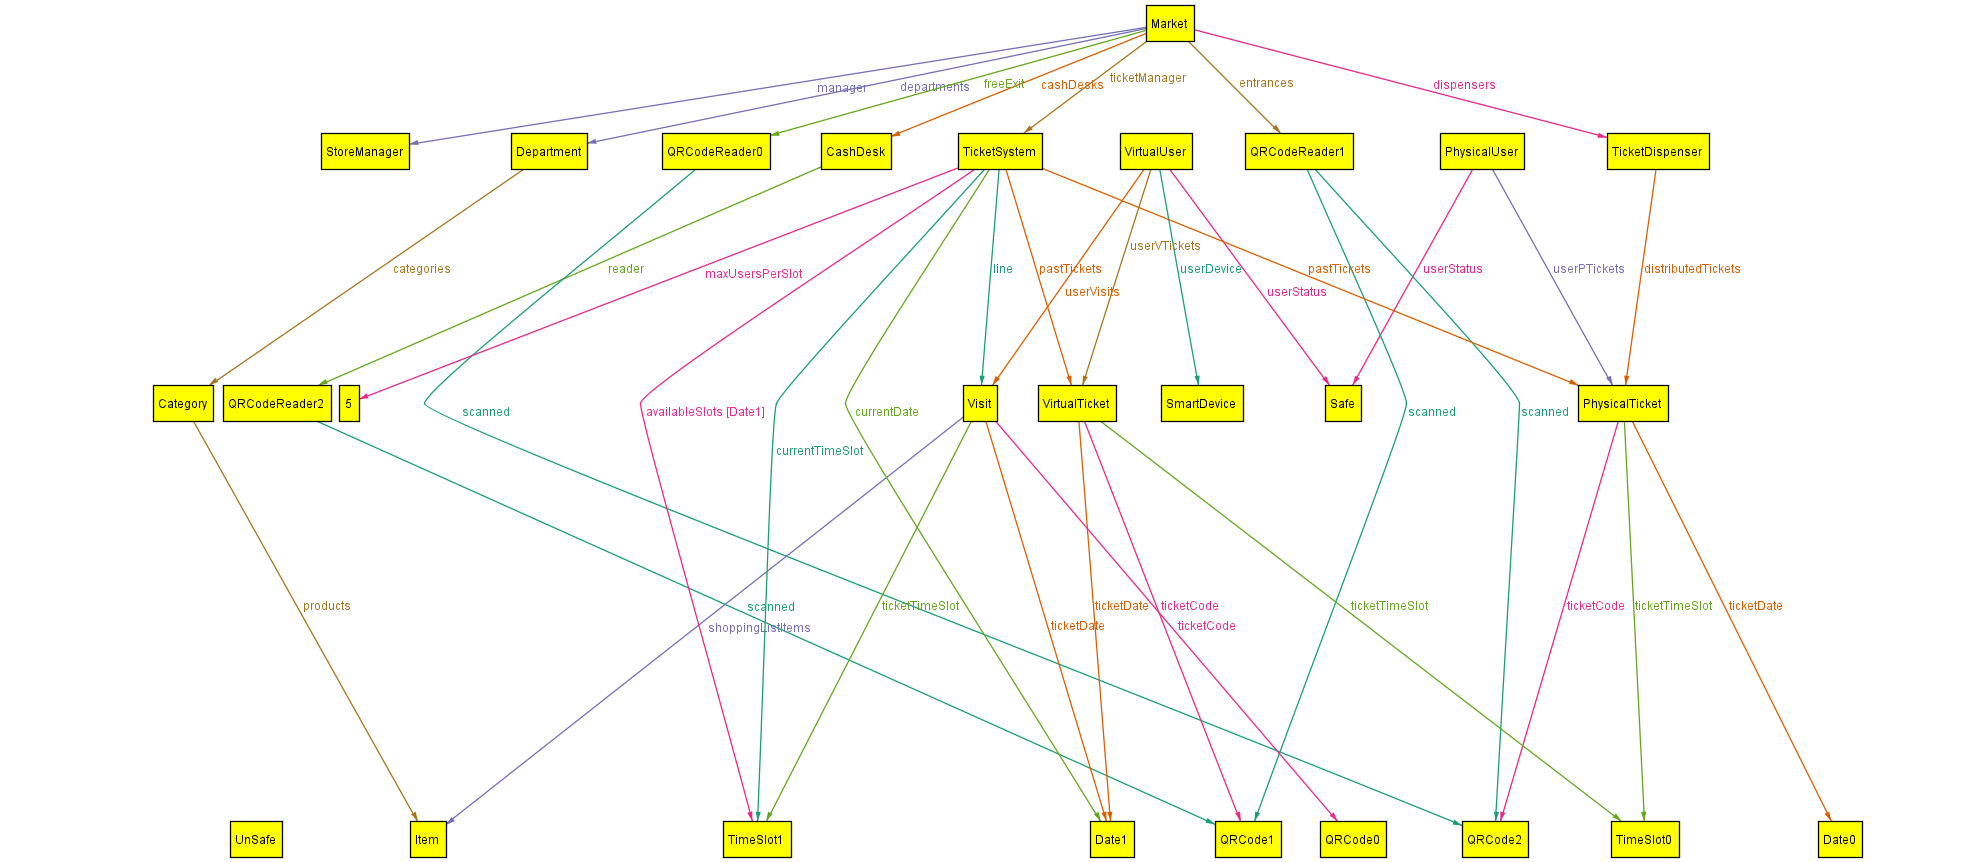 Market
manager
departments
freeExit
cashDesks
ticketManager
entrances
dispensers
StoreManager
Department
QRCodeReader0
CashDesk
TicketSystem
VirtualUser
QRCodeReader1
PhysicalUser
TicketDispenser
userVTickets
categories
reader
maxUsersPerSlot
line
pastTickets
userDevice
pastTickets
userStatus
userPTickets
distributedTickets
userVisits
userStatus
Category
QRCodeReader2
5
Visit
VirtualTicket
SmartDevice
Safe
PhysicalTicket
scanned
availableSlots [Date1]
currentDate
scanned
scanned
currentTimeSlot
products
scanned
ticketTimeSlot
ticketDate
ticketCode
ticketTimeSlot
ticketCode
ticketTimeSlot
ticketDate
shoppingListItems
ticketDate
ticketCode
UnSafe
Item
TimeSlot1
Date1
QRCode1
QRCode0
QRCode2
TimeSlot0
Date0